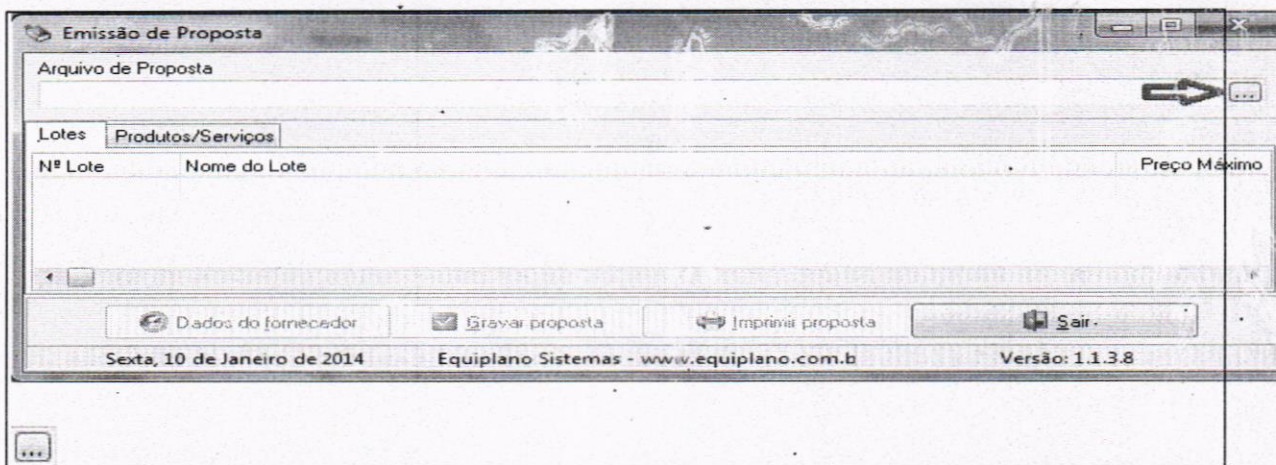 Emissão de Proposta
Arquivo de Proposta
...
Lotes Produtos/Serviços
Nº Lote Nome do Lote Preço Máximo
Dados do fornecedor Gravar proposta Imprimir proposta Sair
Sexta, 10 de Janeiro de 2014 Equiplano Sistemas - www.equiplano.com.b Versão: 1.1.3.8
...